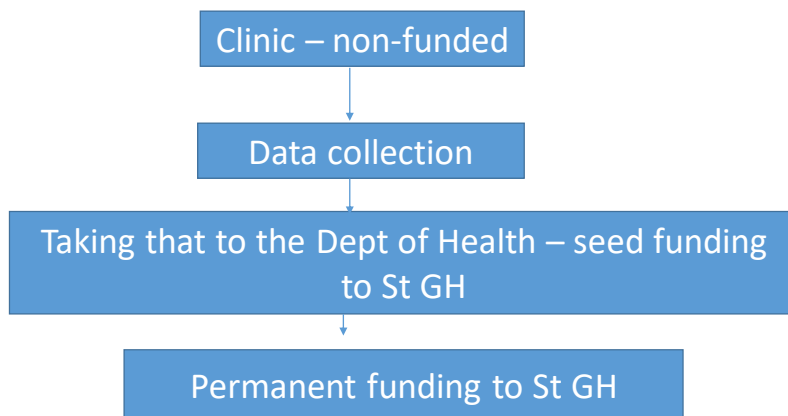 Clinic – non-funded
Data collection
Taking that to the Dept of Health – seed funding
to St GH
Permanent funding to St GH